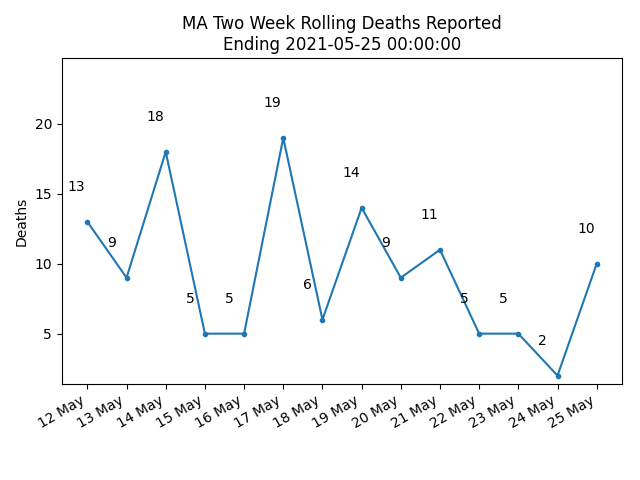 MA Two Week Rolling Deaths Reported
Ending 2021-05-25 00:00:00
Deaths
20
15
10
5
13
9
18
5
5
19
6
14
9
11
5
5
2
10
12 May
13 May
14 May
15 May
16 May
17 May
18 May
19 May
20 May
21 May
22 May
23 May
24 May
25 May